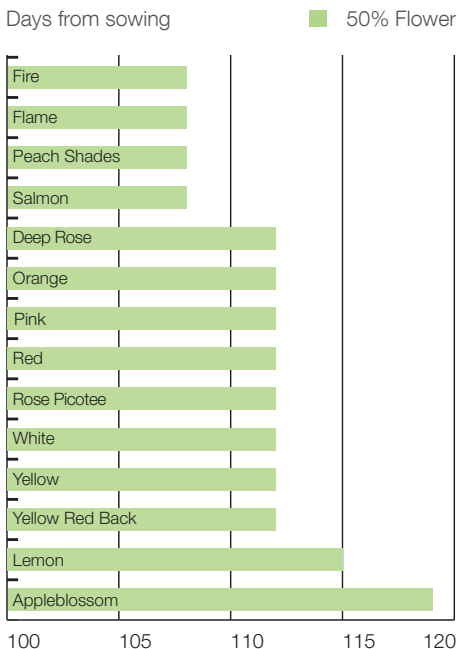 Days from sowing 50% Flower
Fire
Flame
Peach Shades
Salmon
Deep Rose
Orange
Pink
Red
Rose Picotee
White
Yellow
Yellow Red Back
Lemon
Appleblossom
100 105 110 115 120